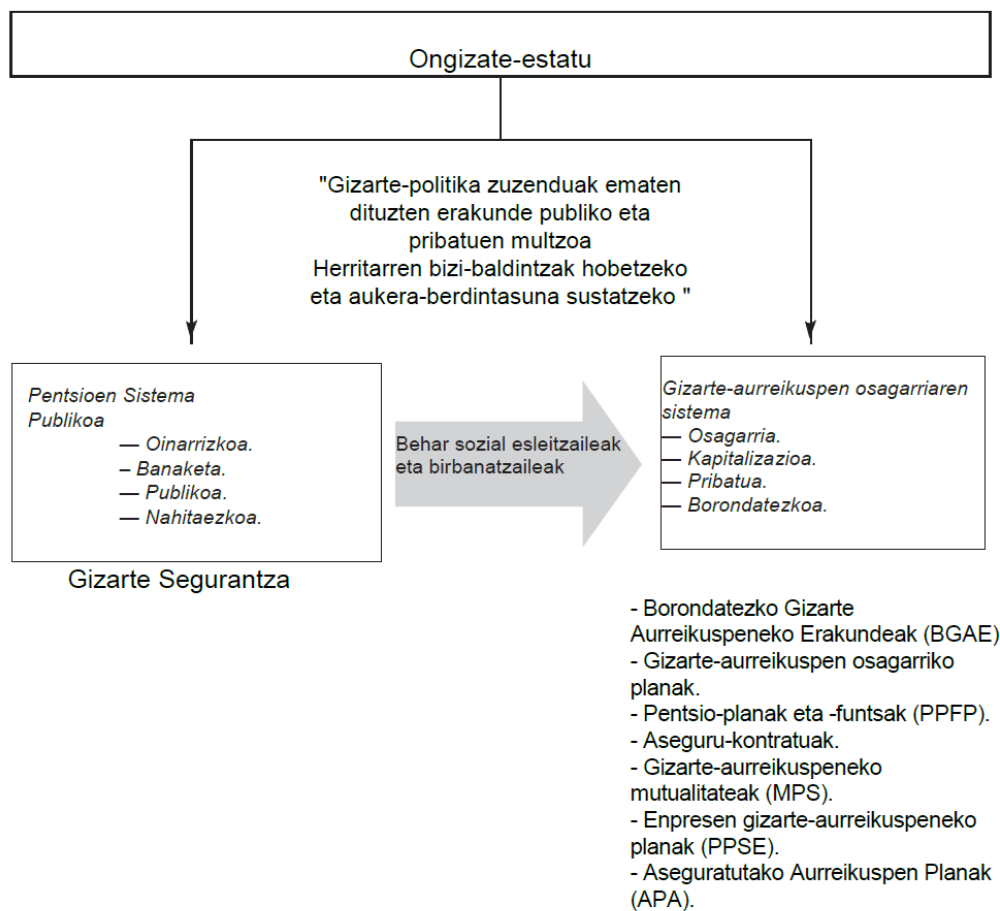 Ongizate-estatu
"Gizarte-politika zuzenduak ematen
dituzten erakunde publiko eta
pribatuen multzoa
Herritarren bizi-baldintzak hobetzeko
eta aukera-berdintasuna sustatzeko "
Pentsioen Sistema
Publikoa
— Oinarrizkoa.
– Banaketa.
— Publikoa.
— Nahitaezkoa.
Gizarte Segurantza
Behar sozial esleitzaileak
eta birbanatzaileak
Gizarte-aurreikuspen osagarriaren
sistema
— Osagarria.
— Kapitalizazioa.
— Pribatua.
— Borondatezkoa.
- Borondatezko Gizarte
Aurreikuspeneko Erakundeak (BGAE)
- Gizarte-aurreikuspen osagarriko
planak.
- Pentsio-planak eta -funtsak (PPFP).
- Aseguru-kontratuak.
- Gizarte-aurreikuspeneko
mutualitateak (MPS).
- Enpresen gizarte-aurreikuspeneko
planak (PPSE).
- Aseguratutako Aurreikuspen Planak
(APA).